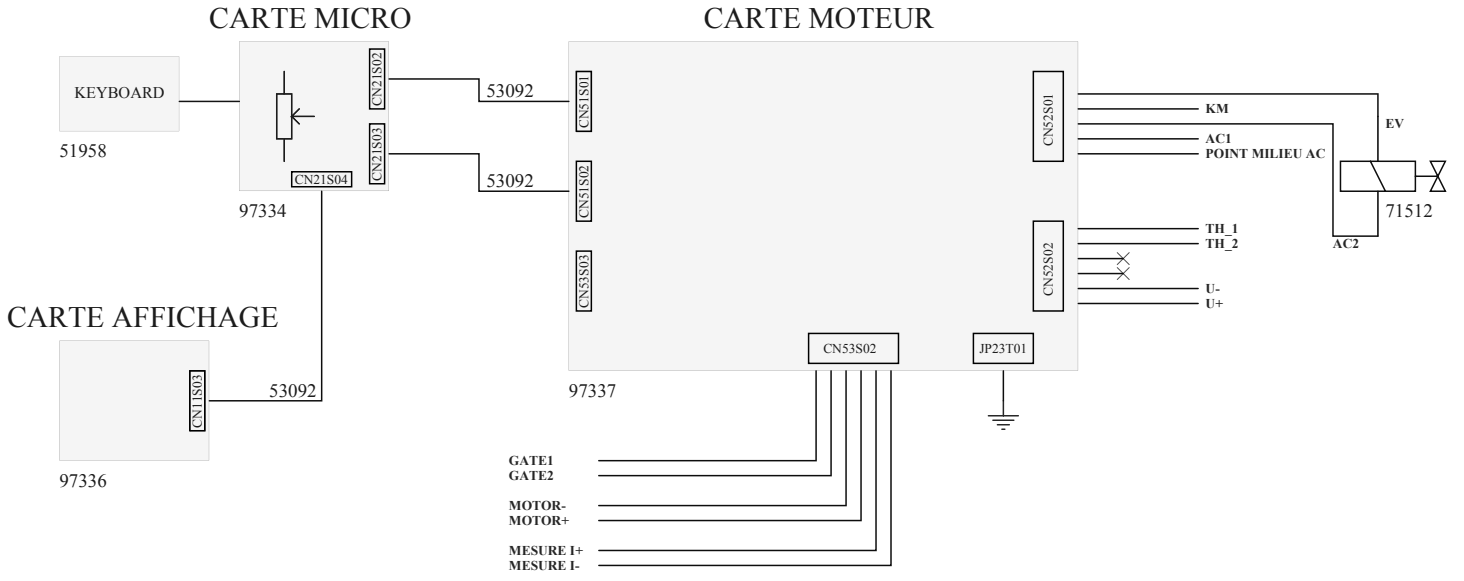 CARTE MICRO
CARTE MOTEUR
KEYBOARD
51958
CN21S02
CN21S03
CN21S04
97334
53092
53092
CN51S01
CN51S02
CN53S03
CN52S01
CN52S02
KM
AC1
POINT MILIEU AC
EV
71512
AC2
TH_1
TH_2
U-
U+
CN53S02
JP23T01
97337
CARTE AFFICHAGE
CN11S03
53092
97336
GATE1
GATE2
MOTOR-
MOTOR+
MESURE I+
MESURE I-